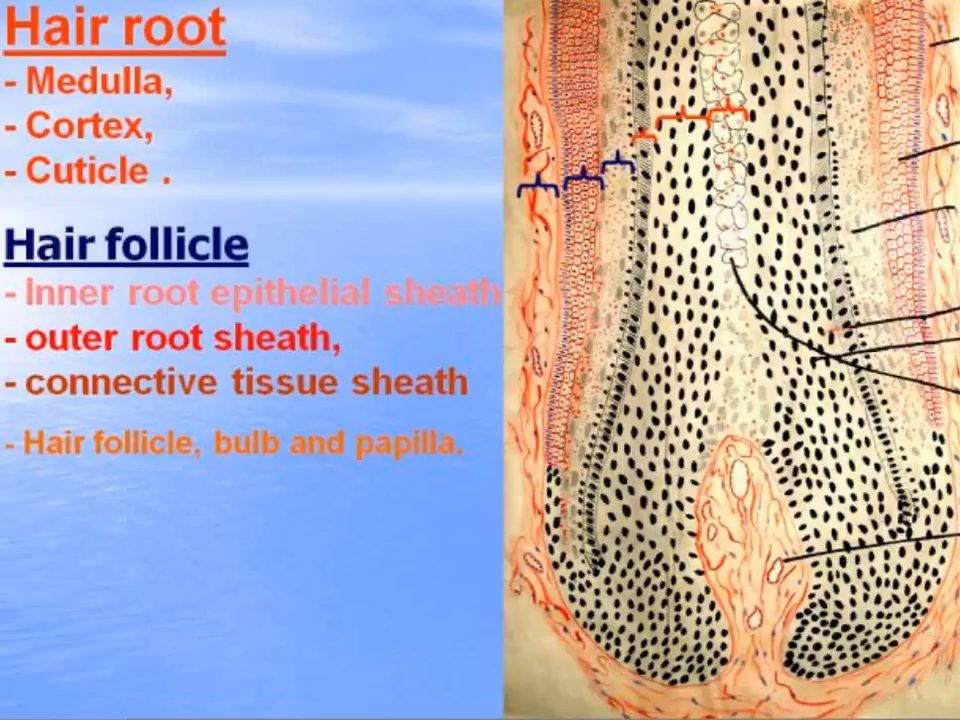 Hair root
- Medulla,
- Cortex,
- Cuticle .
Hair follicle
- Inner root epithelial sheath
- outer root sheath,
- connective tissue sheath
- Hair follicle, bulb and papilla.